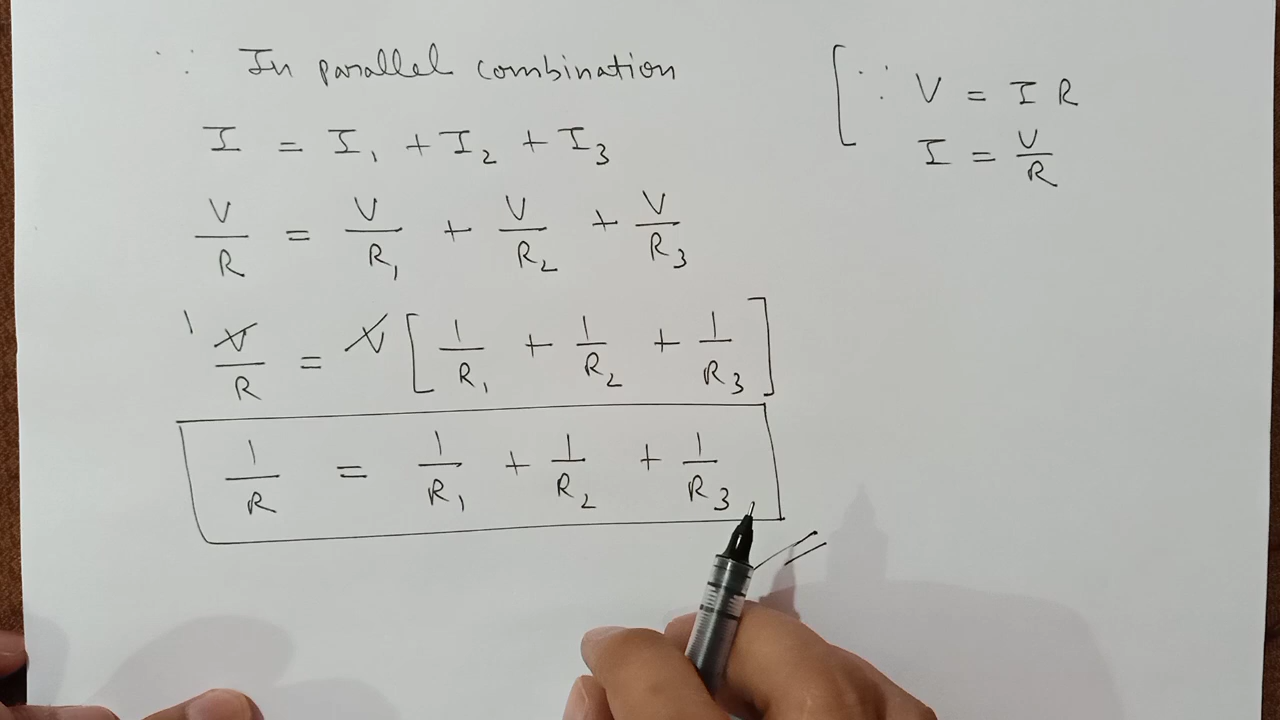 ∵ In parallel combination
I = I₁ + I₂ + I₃
V/R = V/R₁ + V/R₂ + V/R₃
1 V/R = V [ 1/R₁ + 1/R₂ + 1/R₃ ]
1/R = 1/R₁ + 1/R₂ + 1/R₃
[ ∵ V = I R
I = V/R